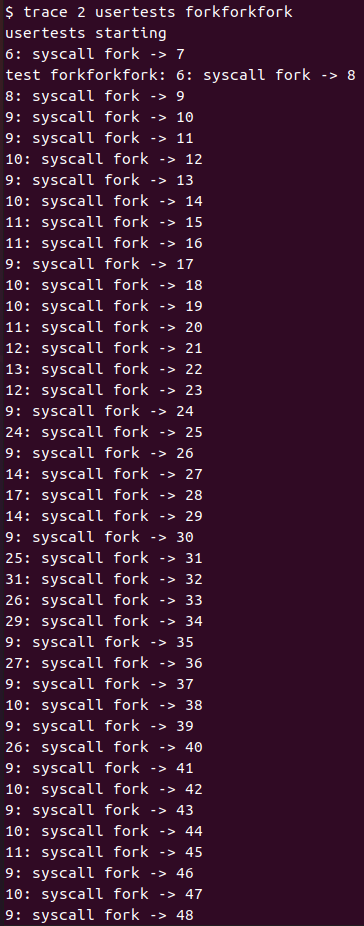 $ trace 2 usertests forkforkfork
usertests starting
6: syscall fork -> 7
test forkforkfork: 6: syscall fork -> 8
8: syscall fork -> 9
9: syscall fork -> 10
9: syscall fork -> 11
10: syscall fork -> 12
9: syscall fork -> 13
10: syscall fork -> 14
11: syscall fork -> 15
11: syscall fork -> 16
9: syscall fork -> 17
10: syscall fork -> 18
10: syscall fork -> 19
11: syscall fork -> 20
12: syscall fork -> 21
13: syscall fork -> 22
12: syscall fork -> 23
9: syscall fork -> 24
24: syscall fork -> 25
9: syscall fork -> 26
14: syscall fork -> 27
17: syscall fork -> 28
14: syscall fork -> 29
9: syscall fork -> 30
25: syscall fork -> 31
31: syscall fork -> 32
26: syscall fork -> 33
29: syscall fork -> 34
9: syscall fork -> 35
27: syscall fork -> 36
9: syscall fork -> 37
10: syscall fork -> 38
9: syscall fork -> 39
26: syscall fork -> 40
9: syscall fork -> 41
10: syscall fork -> 42
9: syscall fork -> 43
10: syscall fork -> 44
11: syscall fork -> 45
9: syscall fork -> 46
10: syscall fork -> 47
9: syscall fork -> 48